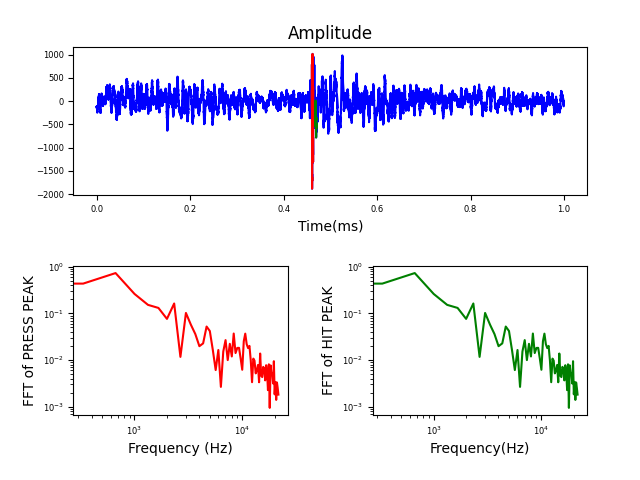 Amplitude
1000
500
0
−500
−1000
−1500
−2000
0.0 0.2 0.4 0.6 0.8 1.0
Time(ms)
FFT of PRESS PEAK
10⁰
10⁻¹
10⁻²
10⁻³
10³ 10⁴
Frequency (Hz)
FFT of HIT PEAK
10⁰
10⁻¹
10⁻²
10⁻³
10³ 10⁴
Frequency(Hz)